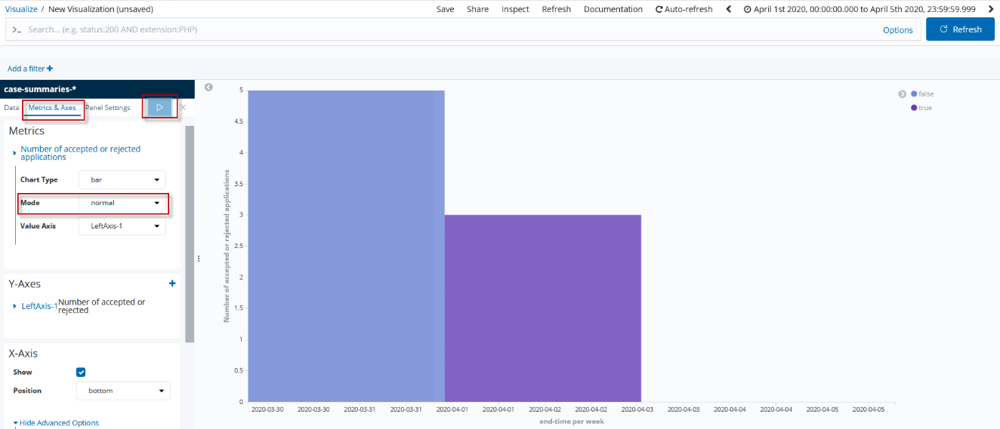 Visualize / New Visualization (unsaved)
Save Share Inspect Refresh Documentation Auto-refresh April 1st 2020, 00:00:00.000 to April 5th 2020, 23:59:59.999
>_ Search... (e.g. status:200 AND extension:PHP) Options Refresh
Add a filter +
case-summaries-*
Data Metrics & Axes Panel Settings
Metrics
Number of accepted or rejected
applications
Chart Type bar
Mode normal
Value Axis LeftAxis-1
Y-Axes
LeftAxis-1 Number of accepted or
rejected
X-Axis
Show
Position bottom
Hide Advanced Options
Number of accepted or rejected applications
5
4.5
4
3.5
3
2.5
2
1.5
1
0.5
0
2020-03-30 2020-03-30 2020-03-31 2020-03-31 2020-04-01 2020-04-01 2020-04-02 2020-04-02 2020-04-03 2020-04-03 2020-04-04 2020-04-04 2020-04-05 2020-04-05
end-time per week
false
true